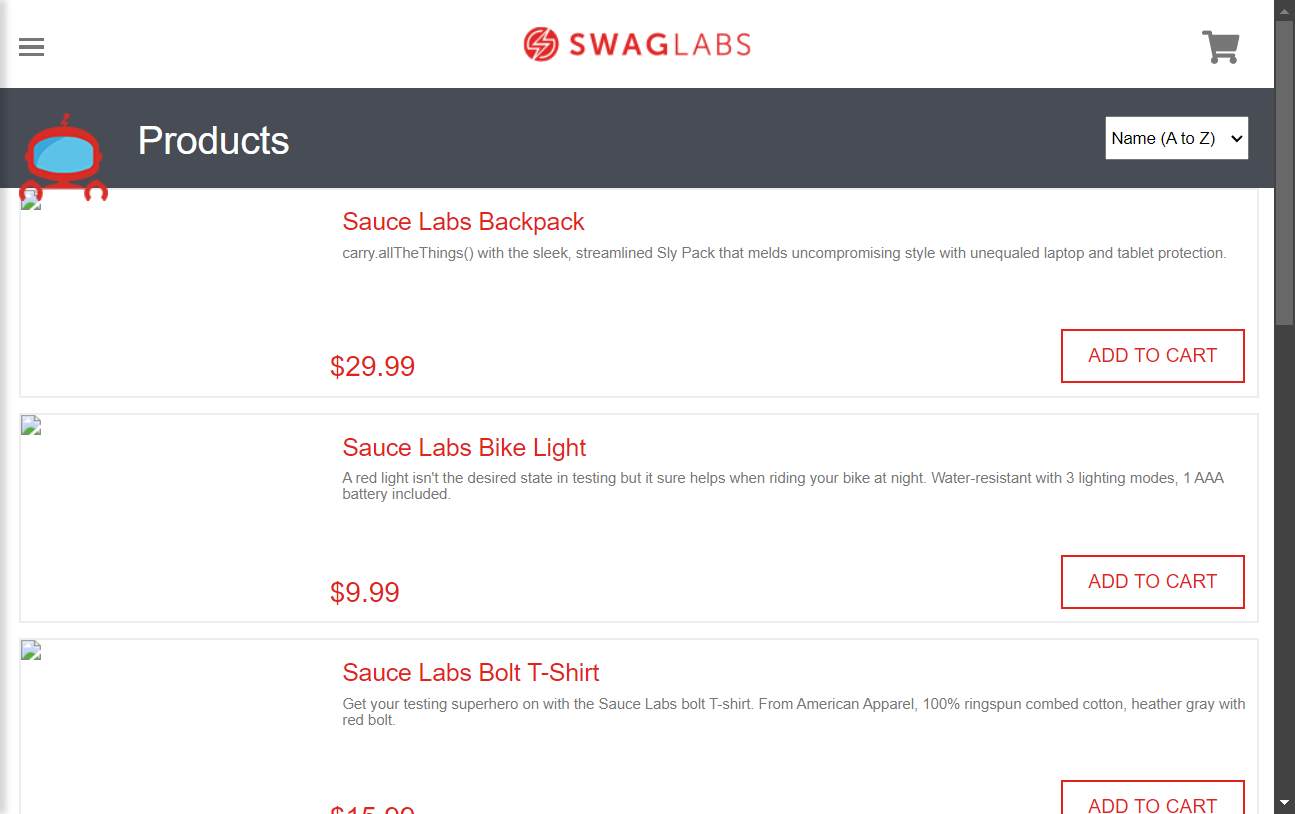 SWAGLABS
Products
Name (A to Z)
Sauce Labs Backpack
carry.allTheThings() with the sleek, streamlined Sly Pack that melds uncompromising style with unequaled laptop and tablet protection.
$29.99
ADD TO CART
Sauce Labs Bike Light
A red light isn't the desired state in testing but it sure helps when riding your bike at night. Water-resistant with 3 lighting modes, 1 AAA
battery included.
$9.99
ADD TO CART
Sauce Labs Bolt T-Shirt
Get your testing superhero on with the Sauce Labs bolt T-shirt. From American Apparel, 100% ringspun combed cotton, heather gray with
red bolt.
ADD TO CART